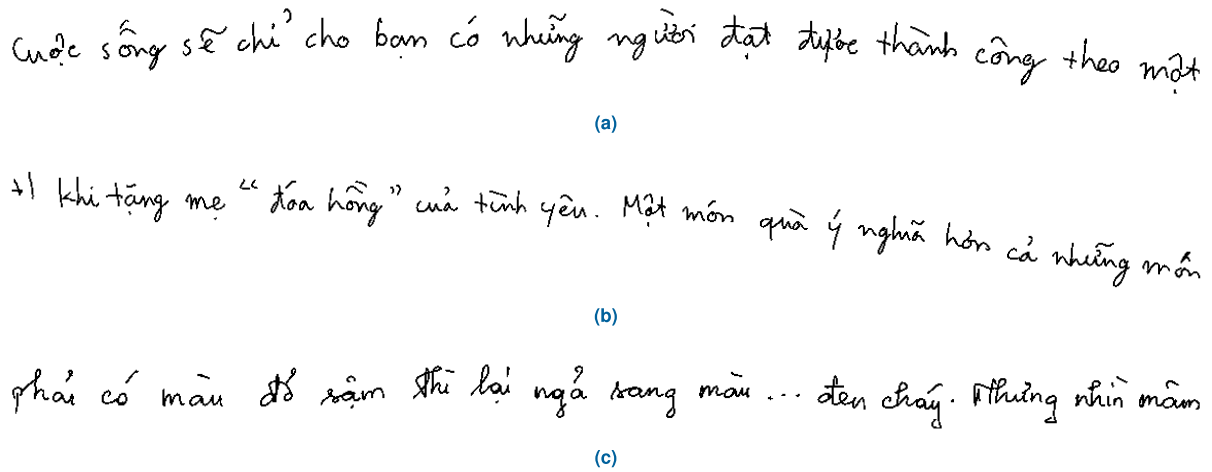 Cuộc sống sẽ chỉ cho bạn có những người đạt được thành công theo một
(a)
+) Khi tặng mẹ “đóa hồng” của tình yêu. Một món quà ý nghĩa hơn cả những món
(b)
phải có màu đỏ sậm thì lại ngả sang màu... đen cháy. Nhưng nhìn mâm
(c)